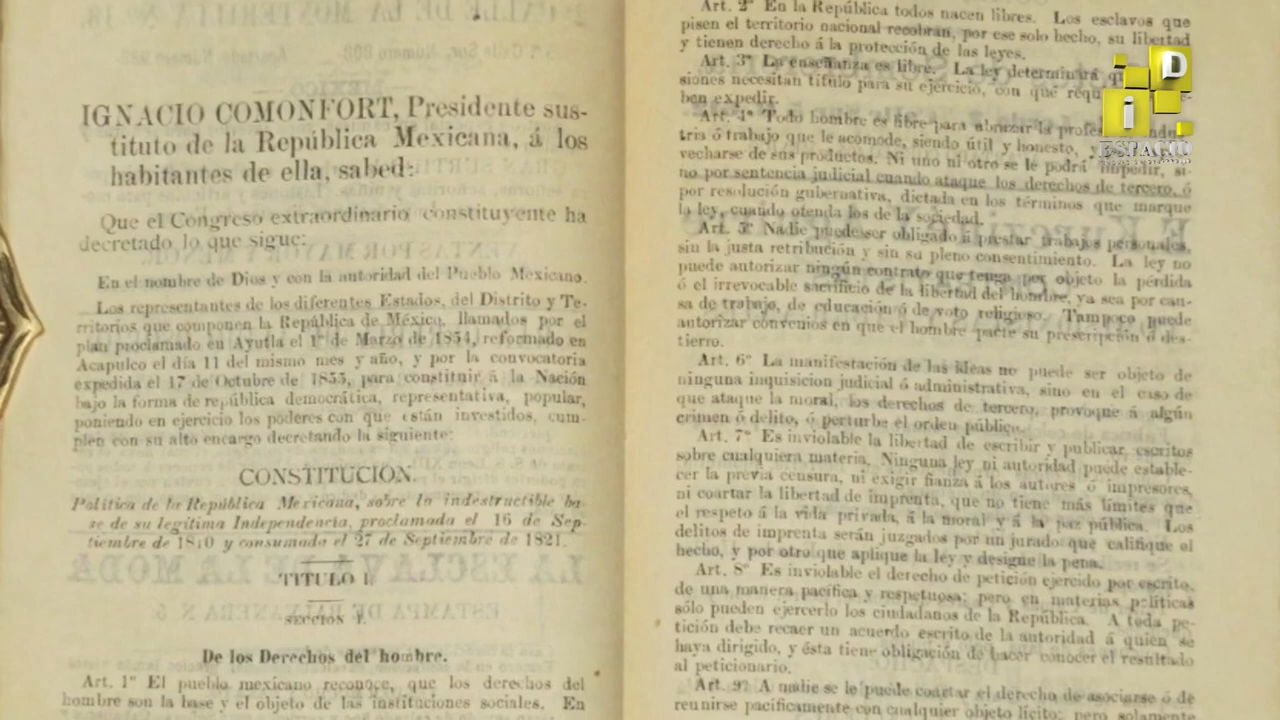 IGNACIO COMONFORT, Presidente sus-
tituto de la República Mexicana, á los
habitantes de ella, sabed:
Que el Congreso extraordinario constituyente ha
decretado lo que sigue:
En el nombre de Dios y con la autoridad del Pueblo Mexicano.
Los representantes de los diferentes Estados, del Distrito y Te-
rritorios que componen la República de México, llamados por el
plan proclamado en Ayutla el 1º de Marzo de 1854, reformado en
Acapulco el día 11 del mismo mes y año, y por la convocatoria
expedida el 17 de Octubre de 1855, para constituir á la Nación
bajo la forma de república democrática, representativa, popular,
poniendo en ejercicio los poderes con que están investidos, cum-
plen con su alto encargo decretando la siguiente:
CONSTITUCION.
Política de la República Mexicana, sobre la indestructible ba-
se de su legítima Independencia, proclamada el 16 de Sep-
tiembre de 1810 y consumada el 27 de Septiembre de 1821.
TITULO I.
SECCION I.
De los Derechos del hombre.
Art. 1º El pueblo mexicano reconoce, que los derechos del
hombre son la base y el objeto de las instituciones sociales. En
Art. 2º En la República todos nacen libres. Los esclavos que
pisen el territorio nacional recobran, por ese solo hecho, su libertad
y tienen derecho á la protección de las leyes.
Art. 3º La enseñanza es libre. La ley determinará
siones necesitan título para su ejercicio, con qué
ben expedir.
Art. 4º Todo hombre es libre para abrazar la
tria ó trabajo que le acomode, siendo útil y honesto,
vecharse de sus productos. Ni uno ni otro se le podrá impedir, si-
no por sentencia judicial cuando ataque los derechos de tercero, ó
por resolución gubernativa, dictada en los términos que marque
la ley, cuando ofenda los de la sociedad.
Art. 5º Nadie puede ser obligado á prestar trabajos personales,
sin la justa retribución y sin su pleno consentimiento. La ley no
puede autorizar ningún contrato que tenga por objeto la pérdida
ó el irrevocable sacrificio de la libertad del hombre, ya sea por cau-
sa de trabajo, de educación ó de voto religioso. Tampoco puede
autorizar convenios en que el hombre pacte su prescripción ó des-
tierro.
Art. 6º La manifestación de las ideas no puede ser objeto de
ninguna inquisicion judicial ó administrativa, sino en el caso de
que ataque la moral, los derechos de tercero, provoque á algún
crimen ó delito, ó perturbe el orden público.
Art. 7º Es inviolable la libertad de escribir y publicar escritos
sobre cualquiera materia. Ninguna ley ni autoridad puede estable-
cer la previa censura, ni exigir fianza á los autores ó impresores,
ni coartar la libertad de imprenta, que no tiene más límites que
el respeto á la vida privada, á la moral y á la paz pública. Los
delitos de imprenta serán juzgados por un jurado que califique el
hecho, y por otro que aplique la ley y designe la pena.
Art. 8º Es inviolable el derecho de petición ejercido por escrito,
de una manera pacífica y respetuosa; pero en materias políticas
sólo pueden ejercerlo los ciudadanos de la República. A toda pe-
tición debe recaer un acuerdo escrito de la autoridad á quien se
haya dirigido, y ésta tiene obligación de hacer conocer el resultado
al peticionario.
Art. 9º A nadie se le puede coartar el derecho de asociarse ó de
reunirse pacíficamente con cualquier objeto lícito; pero solamente
D
i
ESPACIO